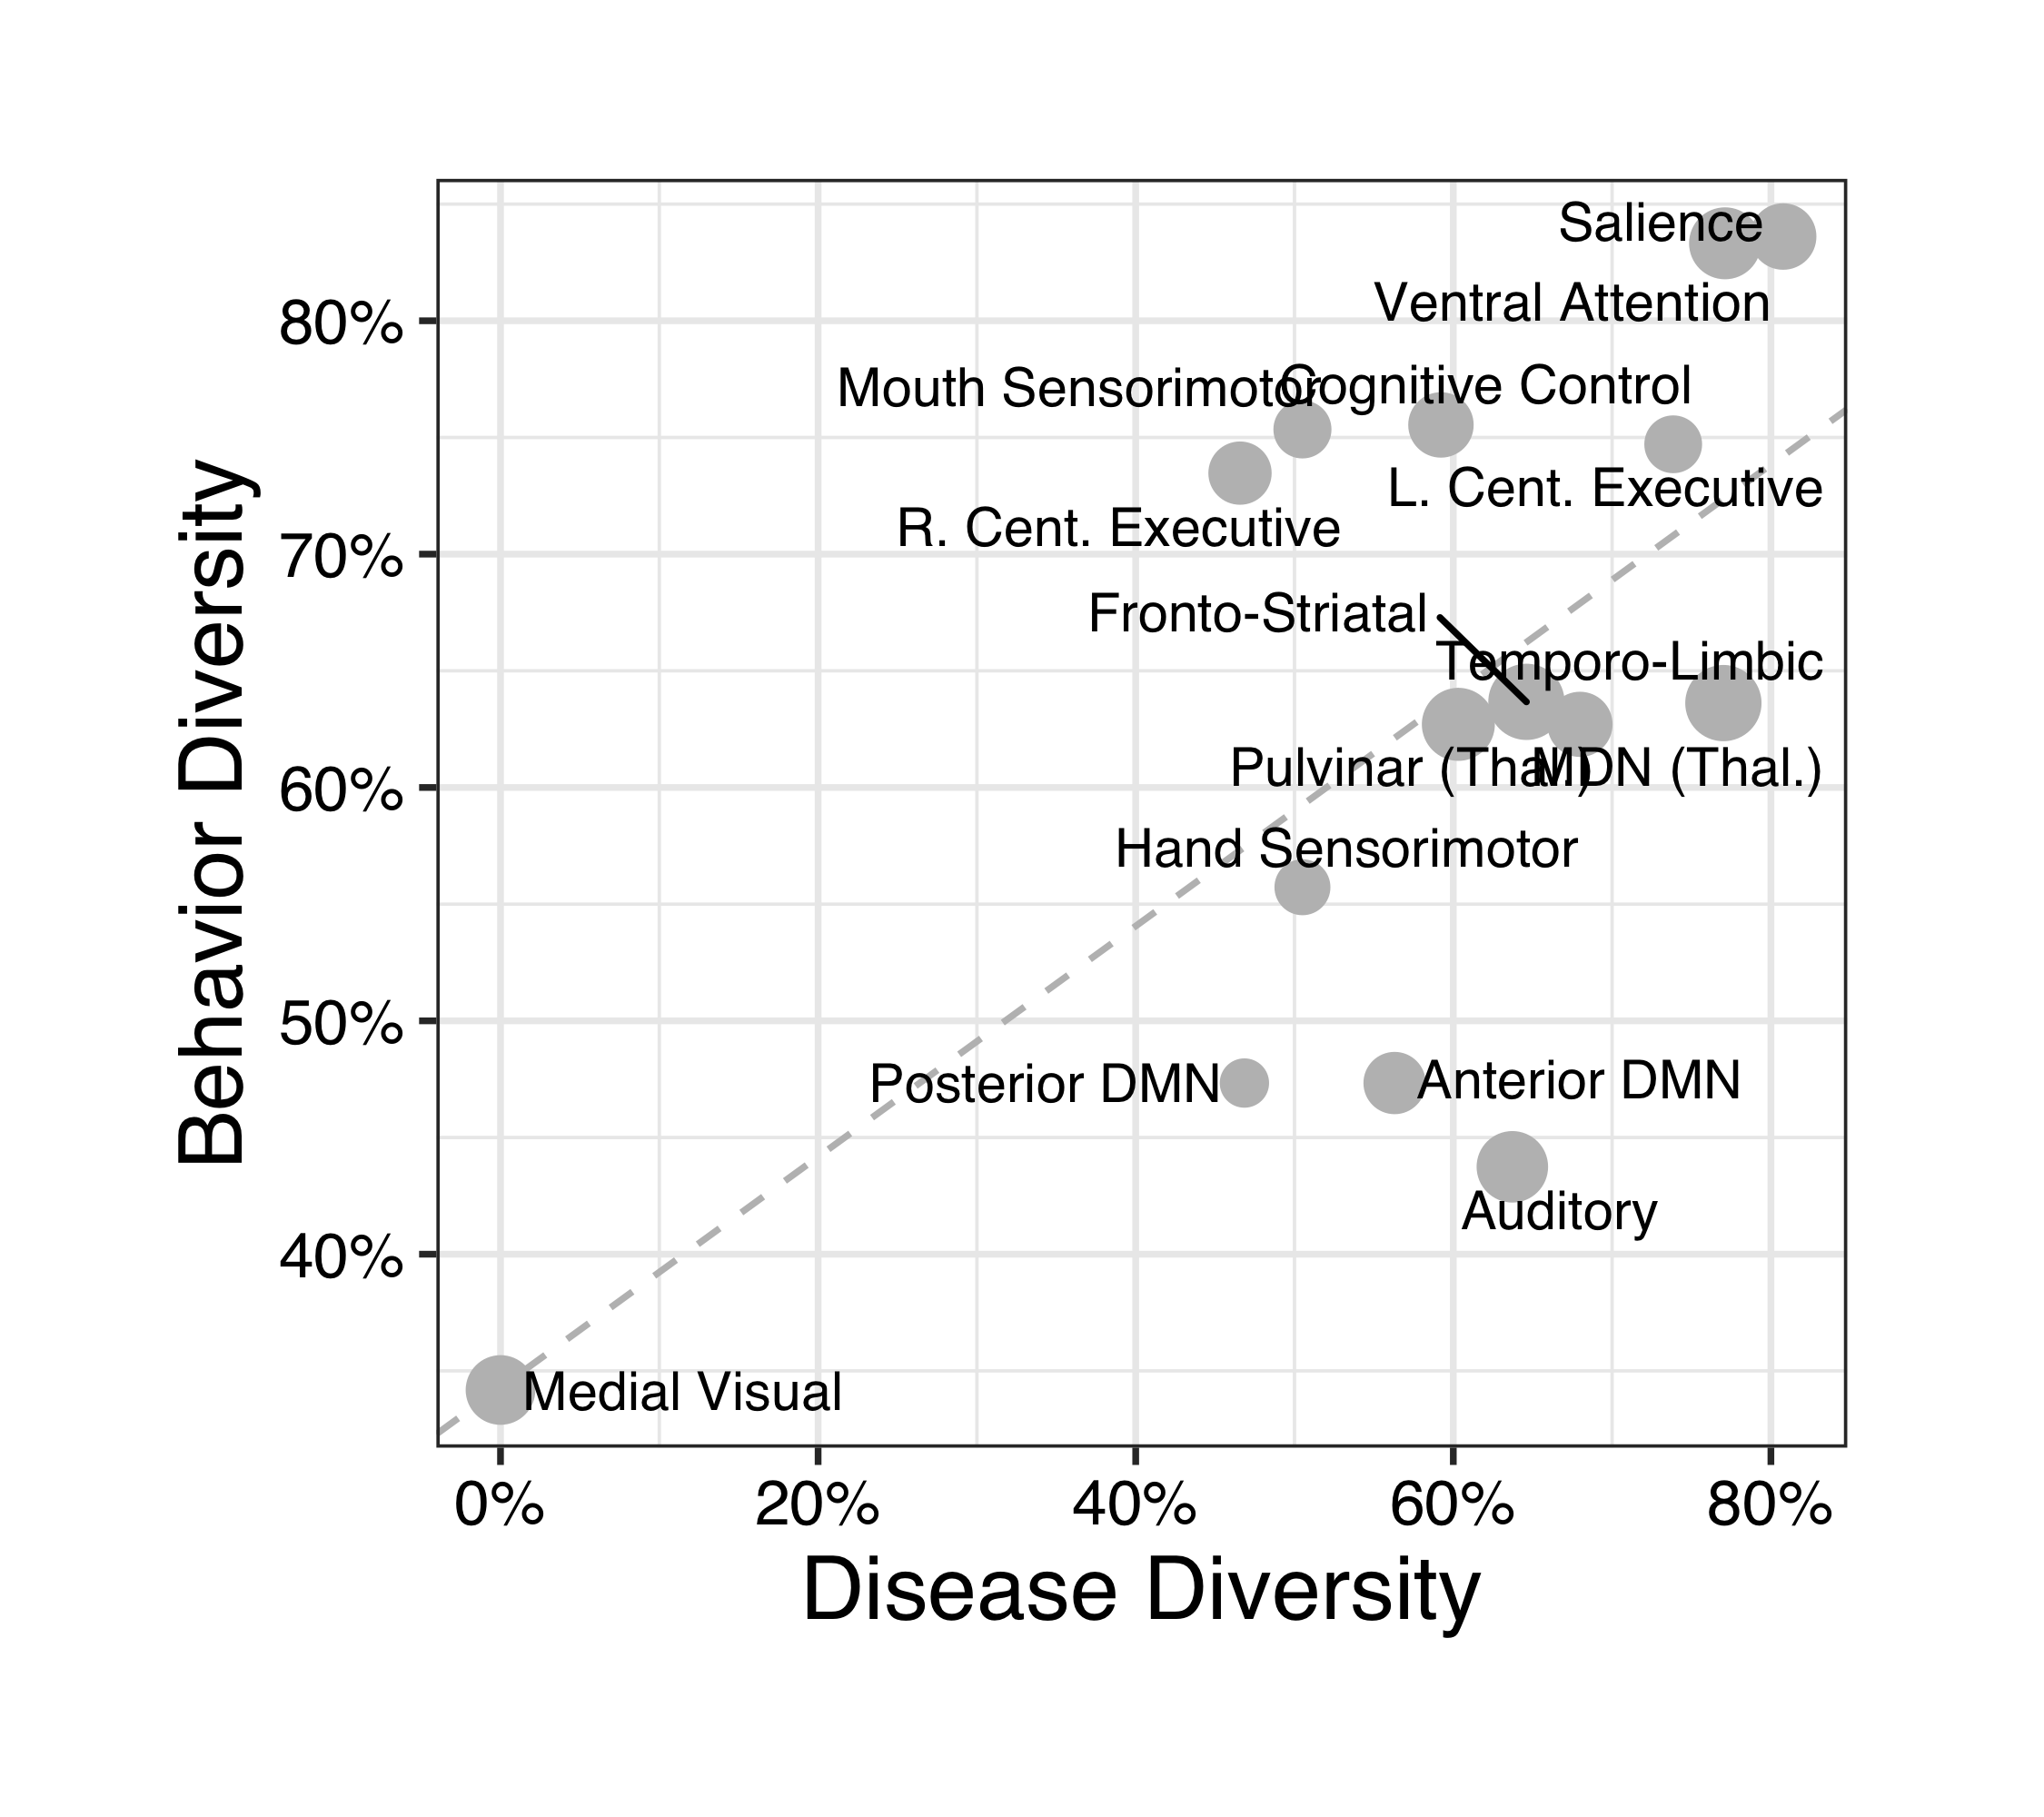 Salience
Ventral Attention
80%
Mouth Sensorimotor
Cognitive Control
L. Cent. Executive
R. Cent. Executive
70%
Fronto-Striatal
Temporo-Limbic
Pulvinar (Thal.)
MDN (Thal.)
60%
Hand Sensorimotor
Behavior Diversity
50%
Posterior DMN
Anterior DMN
Auditory
40%
Medial Visual
0%
20%
40%
60%
80%
Disease Diversity